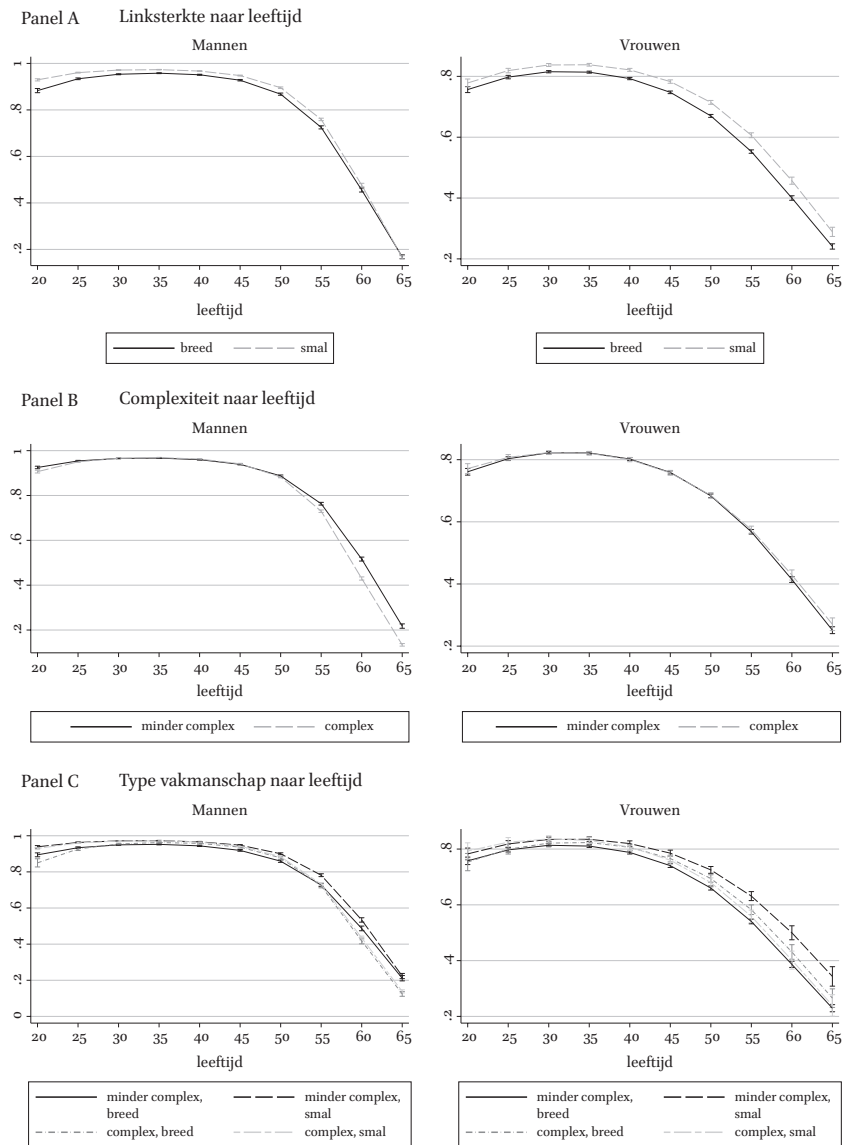 Panel A Linksterkte naar leeftijd
Mannen
1
.8
.6
.4
.2
20 25 30 35 40 45 50 55 60 65
leeftijd
breed smal
Vrouwen
.8
.6
.4
.2
20 25 30 35 40 45 50 55 60 65
leeftijd
breed smal
Panel B Complexiteit naar leeftijd
Mannen
1
.8
.6
.4
.2
20 25 30 35 40 45 50 55 60 65
leeftijd
minder complex complex
Vrouwen
.8
.6
.4
.2
20 25 30 35 40 45 50 55 60 65
leeftijd
minder complex complex
Panel C Type vakmanschap naar leeftijd
Mannen
1
.8
.6
.4
.2
0
20 25 30 35 40 45 50 55 60 65
leeftijd
minder complex, minder complex,
breed smal
complex, breed complex, smal
Vrouwen
.8
.6
.4
.2
20 25 30 35 40 45 50 55 60 65
leeftijd
minder complex, minder complex,
breed smal
complex, breed complex, smal